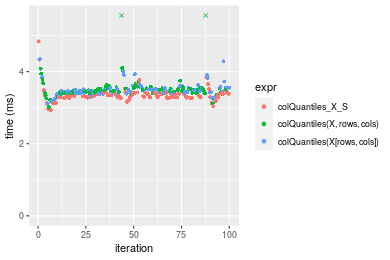 time (ms)
4
2
0
0
25
50
75
100
iteration
expr
colQuantiles_X_S
colQuantiles(X, rows, cols)
colQuantiles(X[rows, cols])